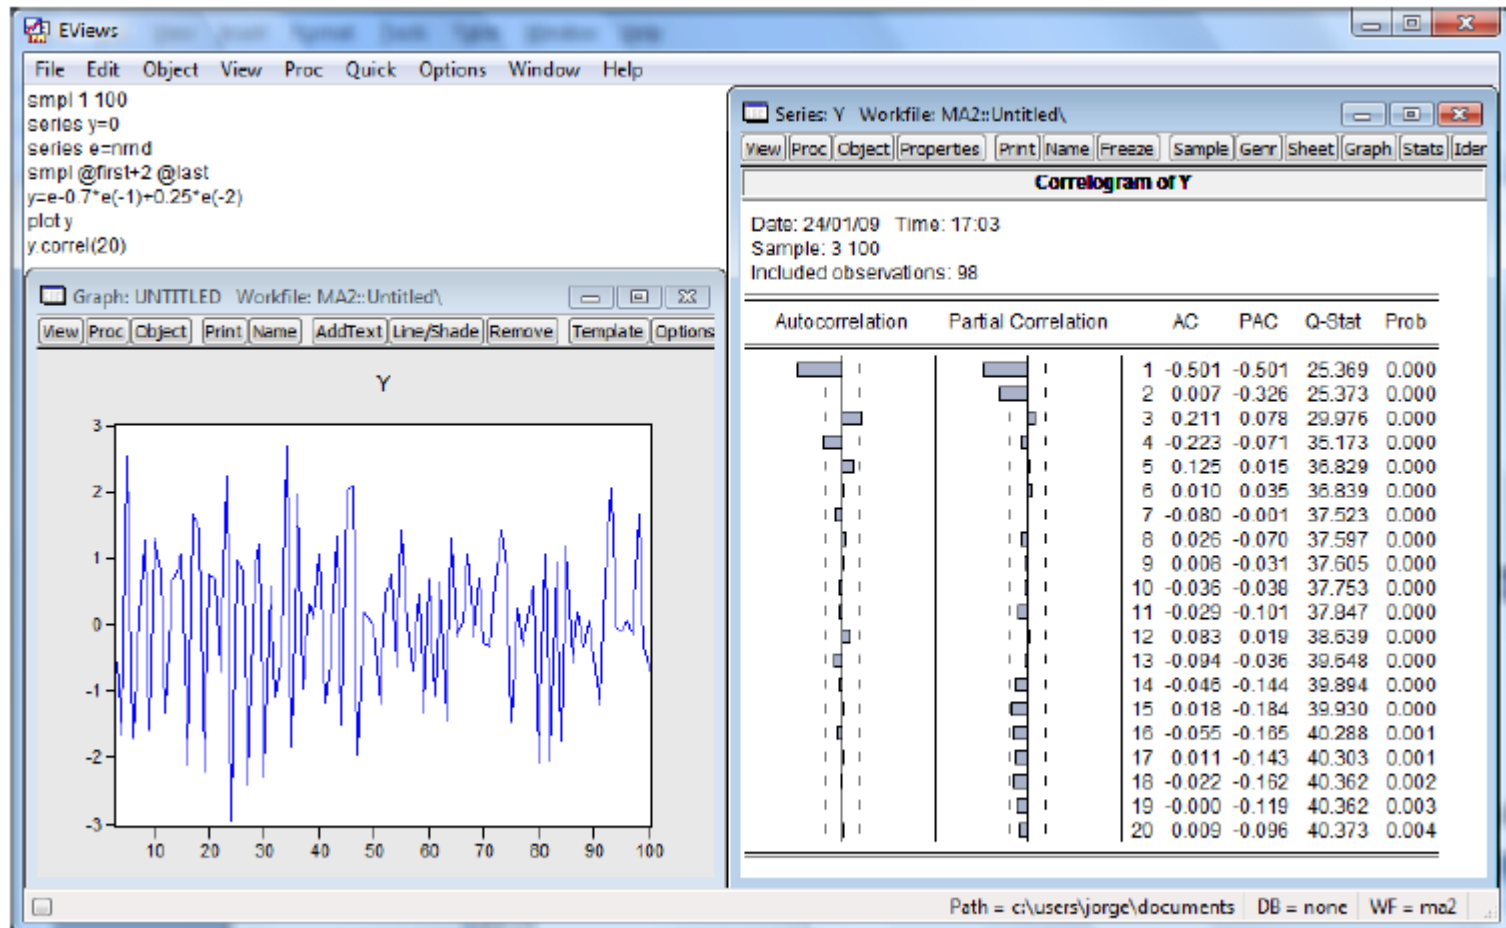 EViews
File Edit Object View Proc Quick Options Window Help
smpl 1 100
series y=0
series e=nrnd
smpl @first+2 @last
y=e-0.7*e(-1)+0.25*e(-2)
plot y
y.correl(20)
Graph: UNTITLED Workfile: MA2::Untitled\
View Proc Object Print Name AddText Line/Shade Remove Template Options
Y
3
2
1
0
-1
-2
-3
10 20 30 40 50 60 70 80 90 100
Series: Y Workfile: MA2::Untitled\
View Proc Object Properties Print Name Freeze Sample Genr Sheet Graph Stats Ider
Correlogram of Y
Date: 24/01/09 Time: 17:03
Sample: 3 100
Included observations: 98
Autocorrelation Partial Correlation AC PAC Q-Stat Prob
1 -0.501 -0.501 25.369 0.000
2 0.007 -0.326 25.373 0.000
3 0.211 0.078 29.976 0.000
4 -0.223 -0.071 35.173 0.000
5 0.125 0.015 36.829 0.000
6 0.010 0.035 36.839 0.000
7 -0.080 -0.001 37.523 0.000
8 0.026 -0.070 37.597 0.000
9 0.008 -0.031 37.605 0.000
10 -0.036 -0.038 37.753 0.000
11 -0.029 -0.101 37.847 0.000
12 0.083 0.019 38.639 0.000
13 -0.094 -0.036 39.648 0.000
14 -0.046 -0.144 39.894 0.000
15 0.018 -0.184 39.930 0.000
16 -0.055 -0.165 40.288 0.001
17 0.011 -0.143 40.303 0.001
18 -0.022 -0.162 40.362 0.002
19 -0.000 -0.119 40.362 0.003
20 0.009 -0.096 40.373 0.004
Path = c:\users\jorge\documents DB = none WF = ma2